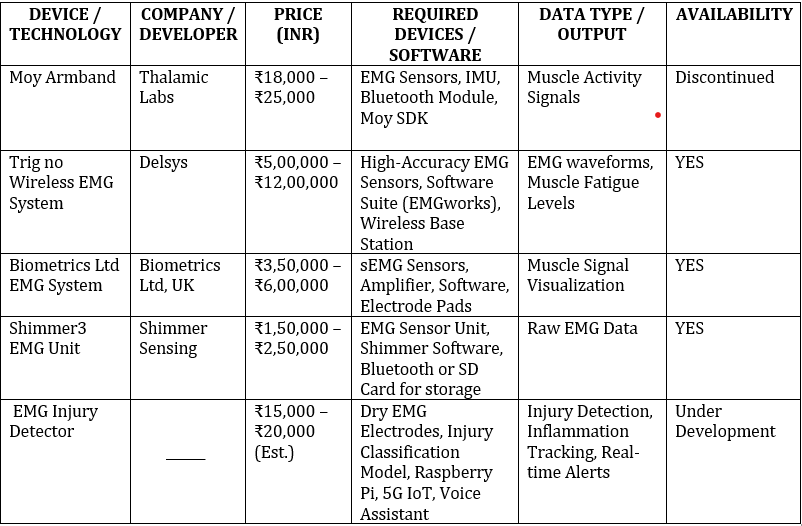 DEVICE / TECHNOLOGY
COMPANY / DEVELOPER
PRICE (INR)
REQUIRED DEVICES / SOFTWARE
DATA TYPE / OUTPUT
AVAILABILITY
Moy Armband
Thalamic
Labs
₹18,000 –
₹25,000
EMG Sensors, IMU,
Bluetooth Module,
Moy SDK
Muscle Activity
Signals
Discontinued
Trig no
Wireless EMG
System
Delsys
₹5,00,000 –
₹12,00,000
High-Accuracy EMG
Sensors, Software
Suite (EMGworks),
Wireless Base
Station
EMG waveforms,
Muscle Fatigue
Levels
YES
Biometrics Ltd
EMG System
Biometrics
Ltd, UK
₹3,50,000 –
₹6,00,000
sEMG Sensors,
Amplifier, Software,
Electrode Pads
Muscle Signal
Visualization
YES
Shimmer3
EMG Unit
Shimmer
Sensing
₹1,50,000 –
₹2,50,000
EMG Sensor Unit,
Shimmer Software,
Bluetooth or SD
Card for storage
Raw EMG Data
YES
EMG Injury
Detector
₹15,000 –
₹20,000
(Est.)
Dry EMG
Electrodes, Injury
Classification
Model, Raspberry
Pi, 5G IoT, Voice
Assistant
Injury Detection,
Inflammation
Tracking, Real-
time Alerts
Under
Development